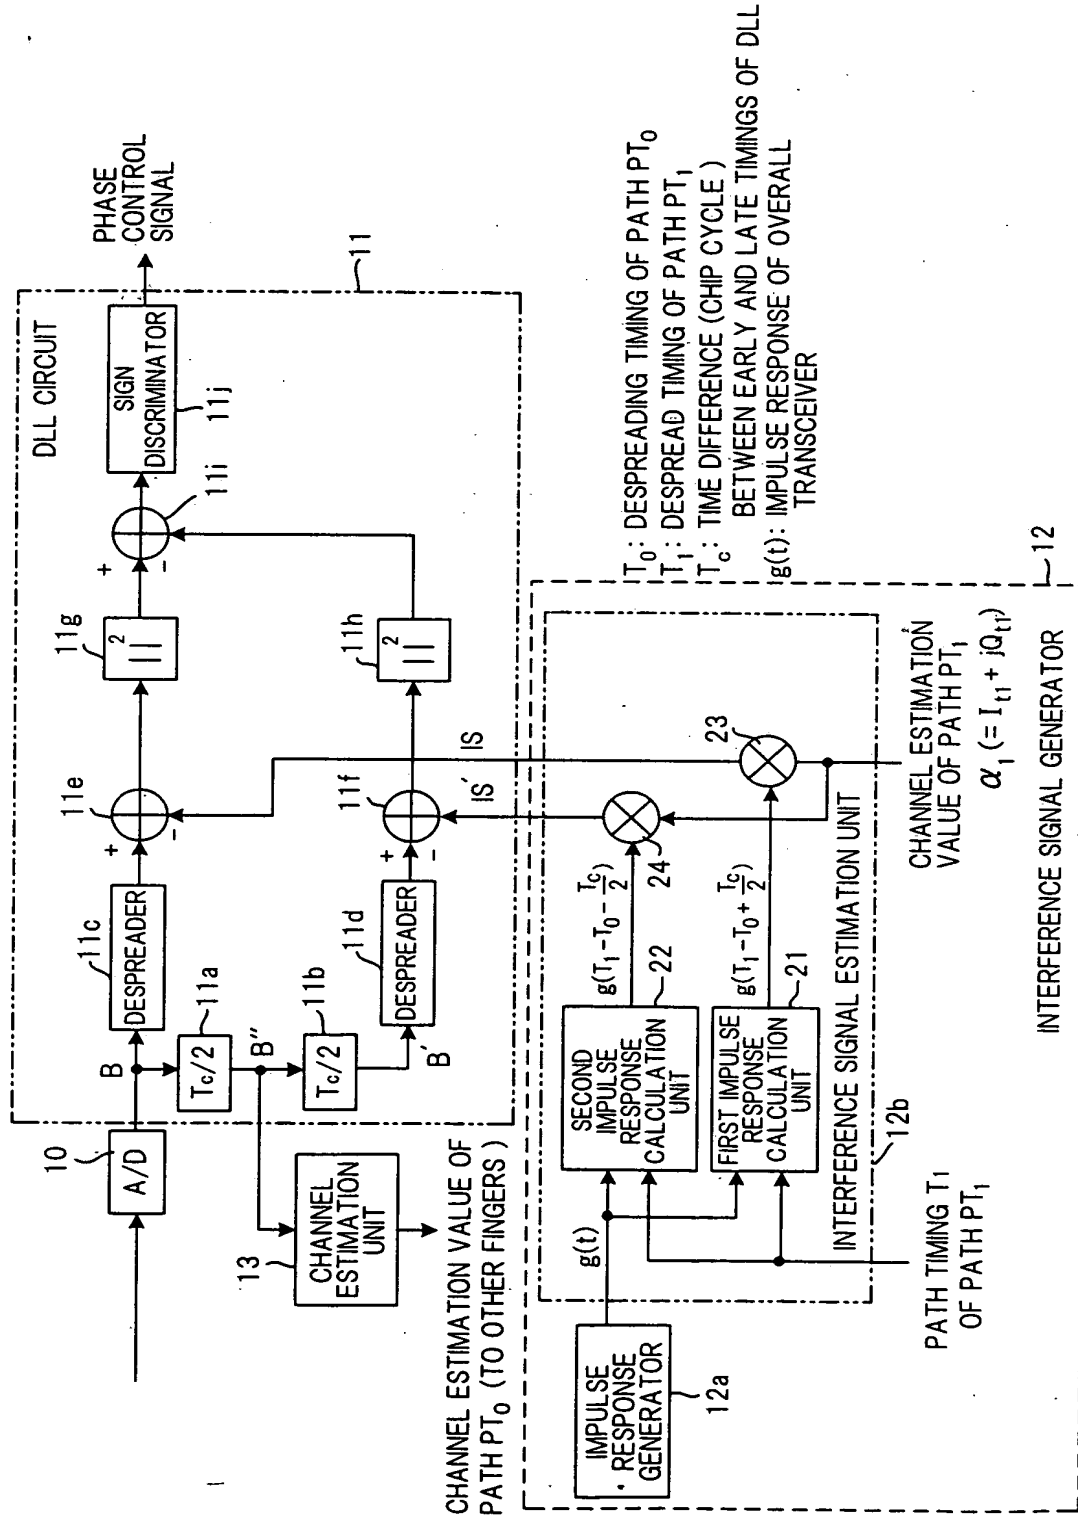 10
A/D
B
11c
DESPREADER
+
11e
-
11g
| |²
+
-
11i
SIGN
DISCRIMINATOR
11j
PHASE
CONTROL
SIGNAL
DLL CIRCUIT
11
11a
Tc/2
B"
11b
Tc/2
B'
11d
DESPREADER
+
11f
-
IS
IS'
11h
| |²
13
CHANNEL
ESTIMATION
UNIT
CHANNEL ESTIMATION VALUE OF
PATH PT0 (TO OTHER FINGERS )
T0 : DESPREADING TIMING OF PATH PT0
T1 : DESPREAD TIMING OF PATH PT1
Tc : TIME DIFFERENCE (CHIP CYCLE )
BETWEEN EARLY AND LATE TIMINGS OF DLL
g(t): IMPULSE RESPONSE OF OVERALL
TRANSCEIVER
IMPULSE
RESPONSE
GENERATOR
12a
g(t)
SECOND
IMPULSE
RESPONSE
CALCULATION
UNIT
22
g(T1-T0-Tc/2)
24
FIRST IMPULSE
RESPONSE
CALCULATION
UNIT
21
g(T1-T0+Tc/2)
23
INTERFERENCE SIGNAL ESTIMATION UNIT
12b
12
PATH TIMING T1
OF PATH PT1
CHANNEL ESTIMATION
VALUE OF PATH PT1
α1 (= It1 + jQt1)
INTERFERENCE SIGNAL GENERATOR